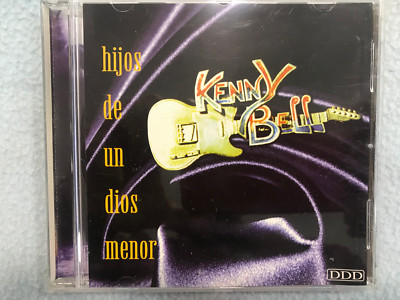 hijos
de
un
dios
menor
KENNY
BELL
DDD